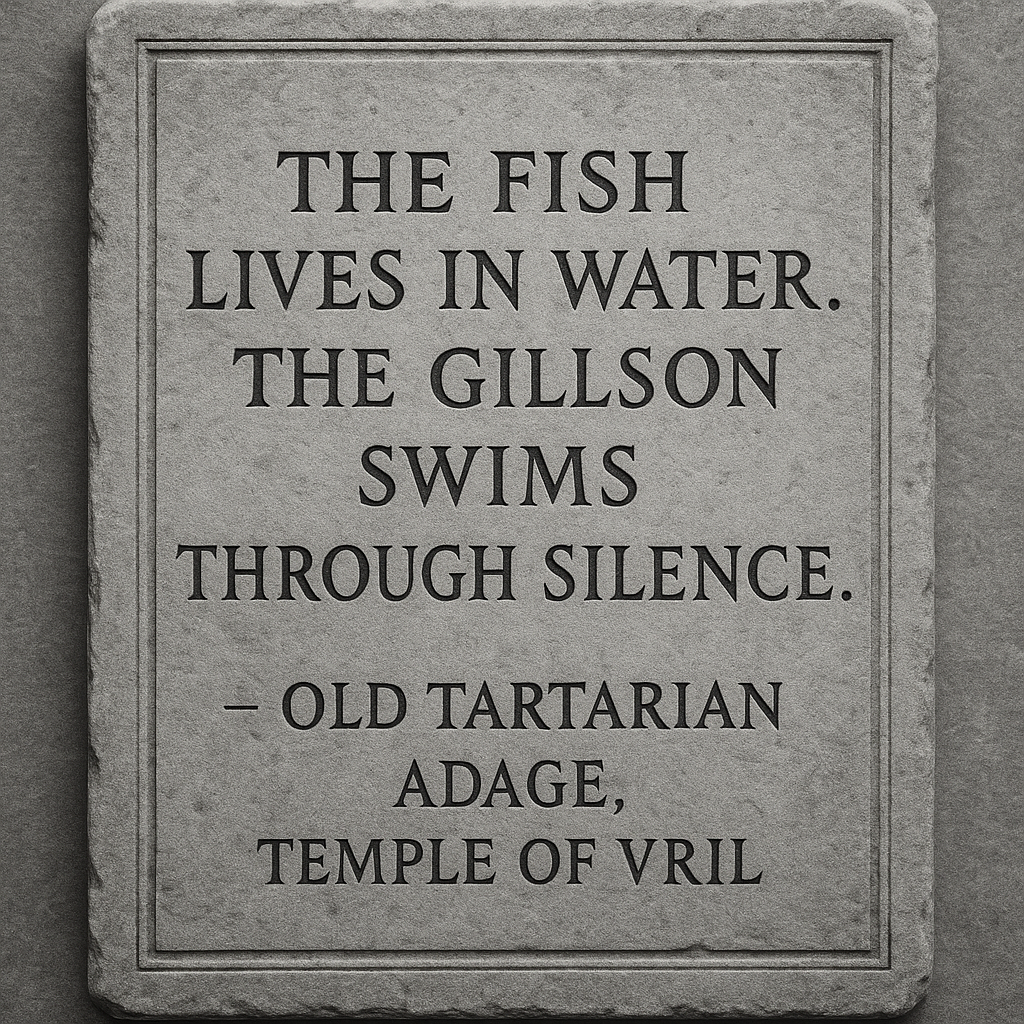 THE FISH
LIVES IN WATER.
THE GILLSON
SWIMS
THROUGH SILENCE.
– OLD TARTARIAN
ADAGE,
TEMPLE OF VRIL